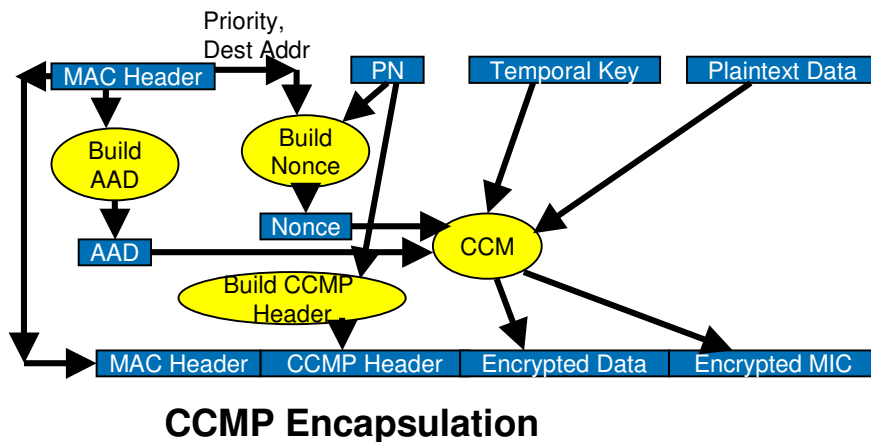 Priority,
Dest Addr
MAC Header
PN
Temporal Key
Plaintext Data
Build
AAD
Build
Nonce
Nonce
AAD
CCM
Build CCMP
Header
MAC Header
CCMP Header
Encrypted Data
Encrypted MIC
CCMP Encapsulation